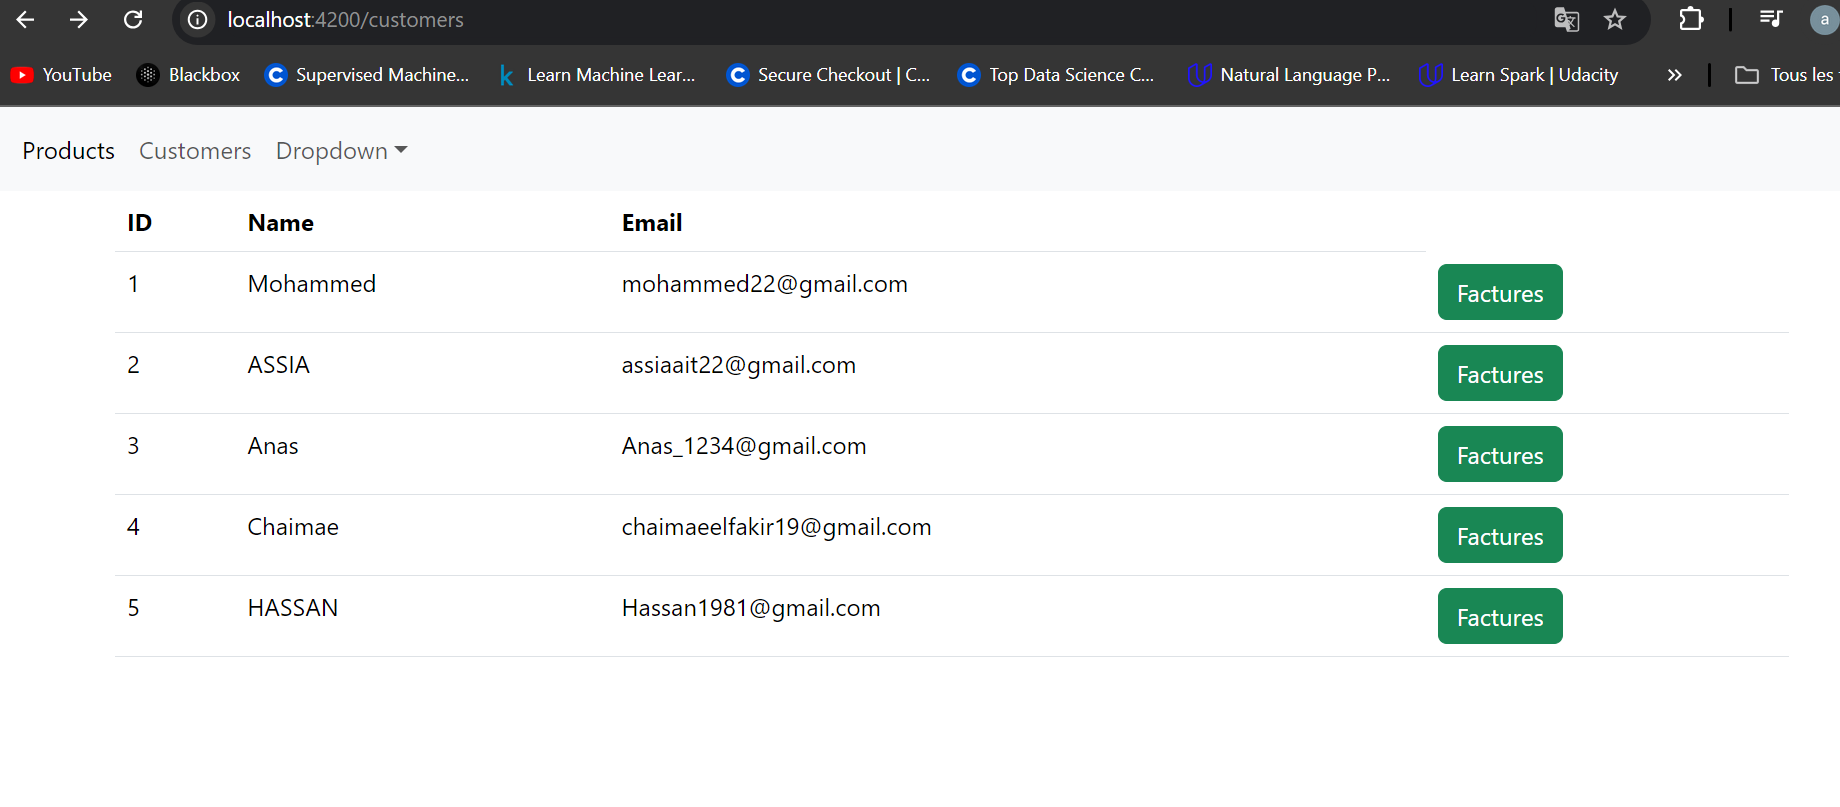 localhost:4200/customers
a
YouTube Blackbox Supervised Machine... Learn Machine Lear... Secure Checkout | C... Top Data Science C... Natural Language P... Learn Spark | Udacity » Tous les
Products Customers Dropdown
ID Name Email
1 Mohammed mohammed22@gmail.com Factures
2 ASSIA assiaait22@gmail.com Factures
3 Anas Anas_1234@gmail.com Factures
4 Chaimae chaimaeelfakir19@gmail.com Factures
5 HASSAN Hassan1981@gmail.com Factures